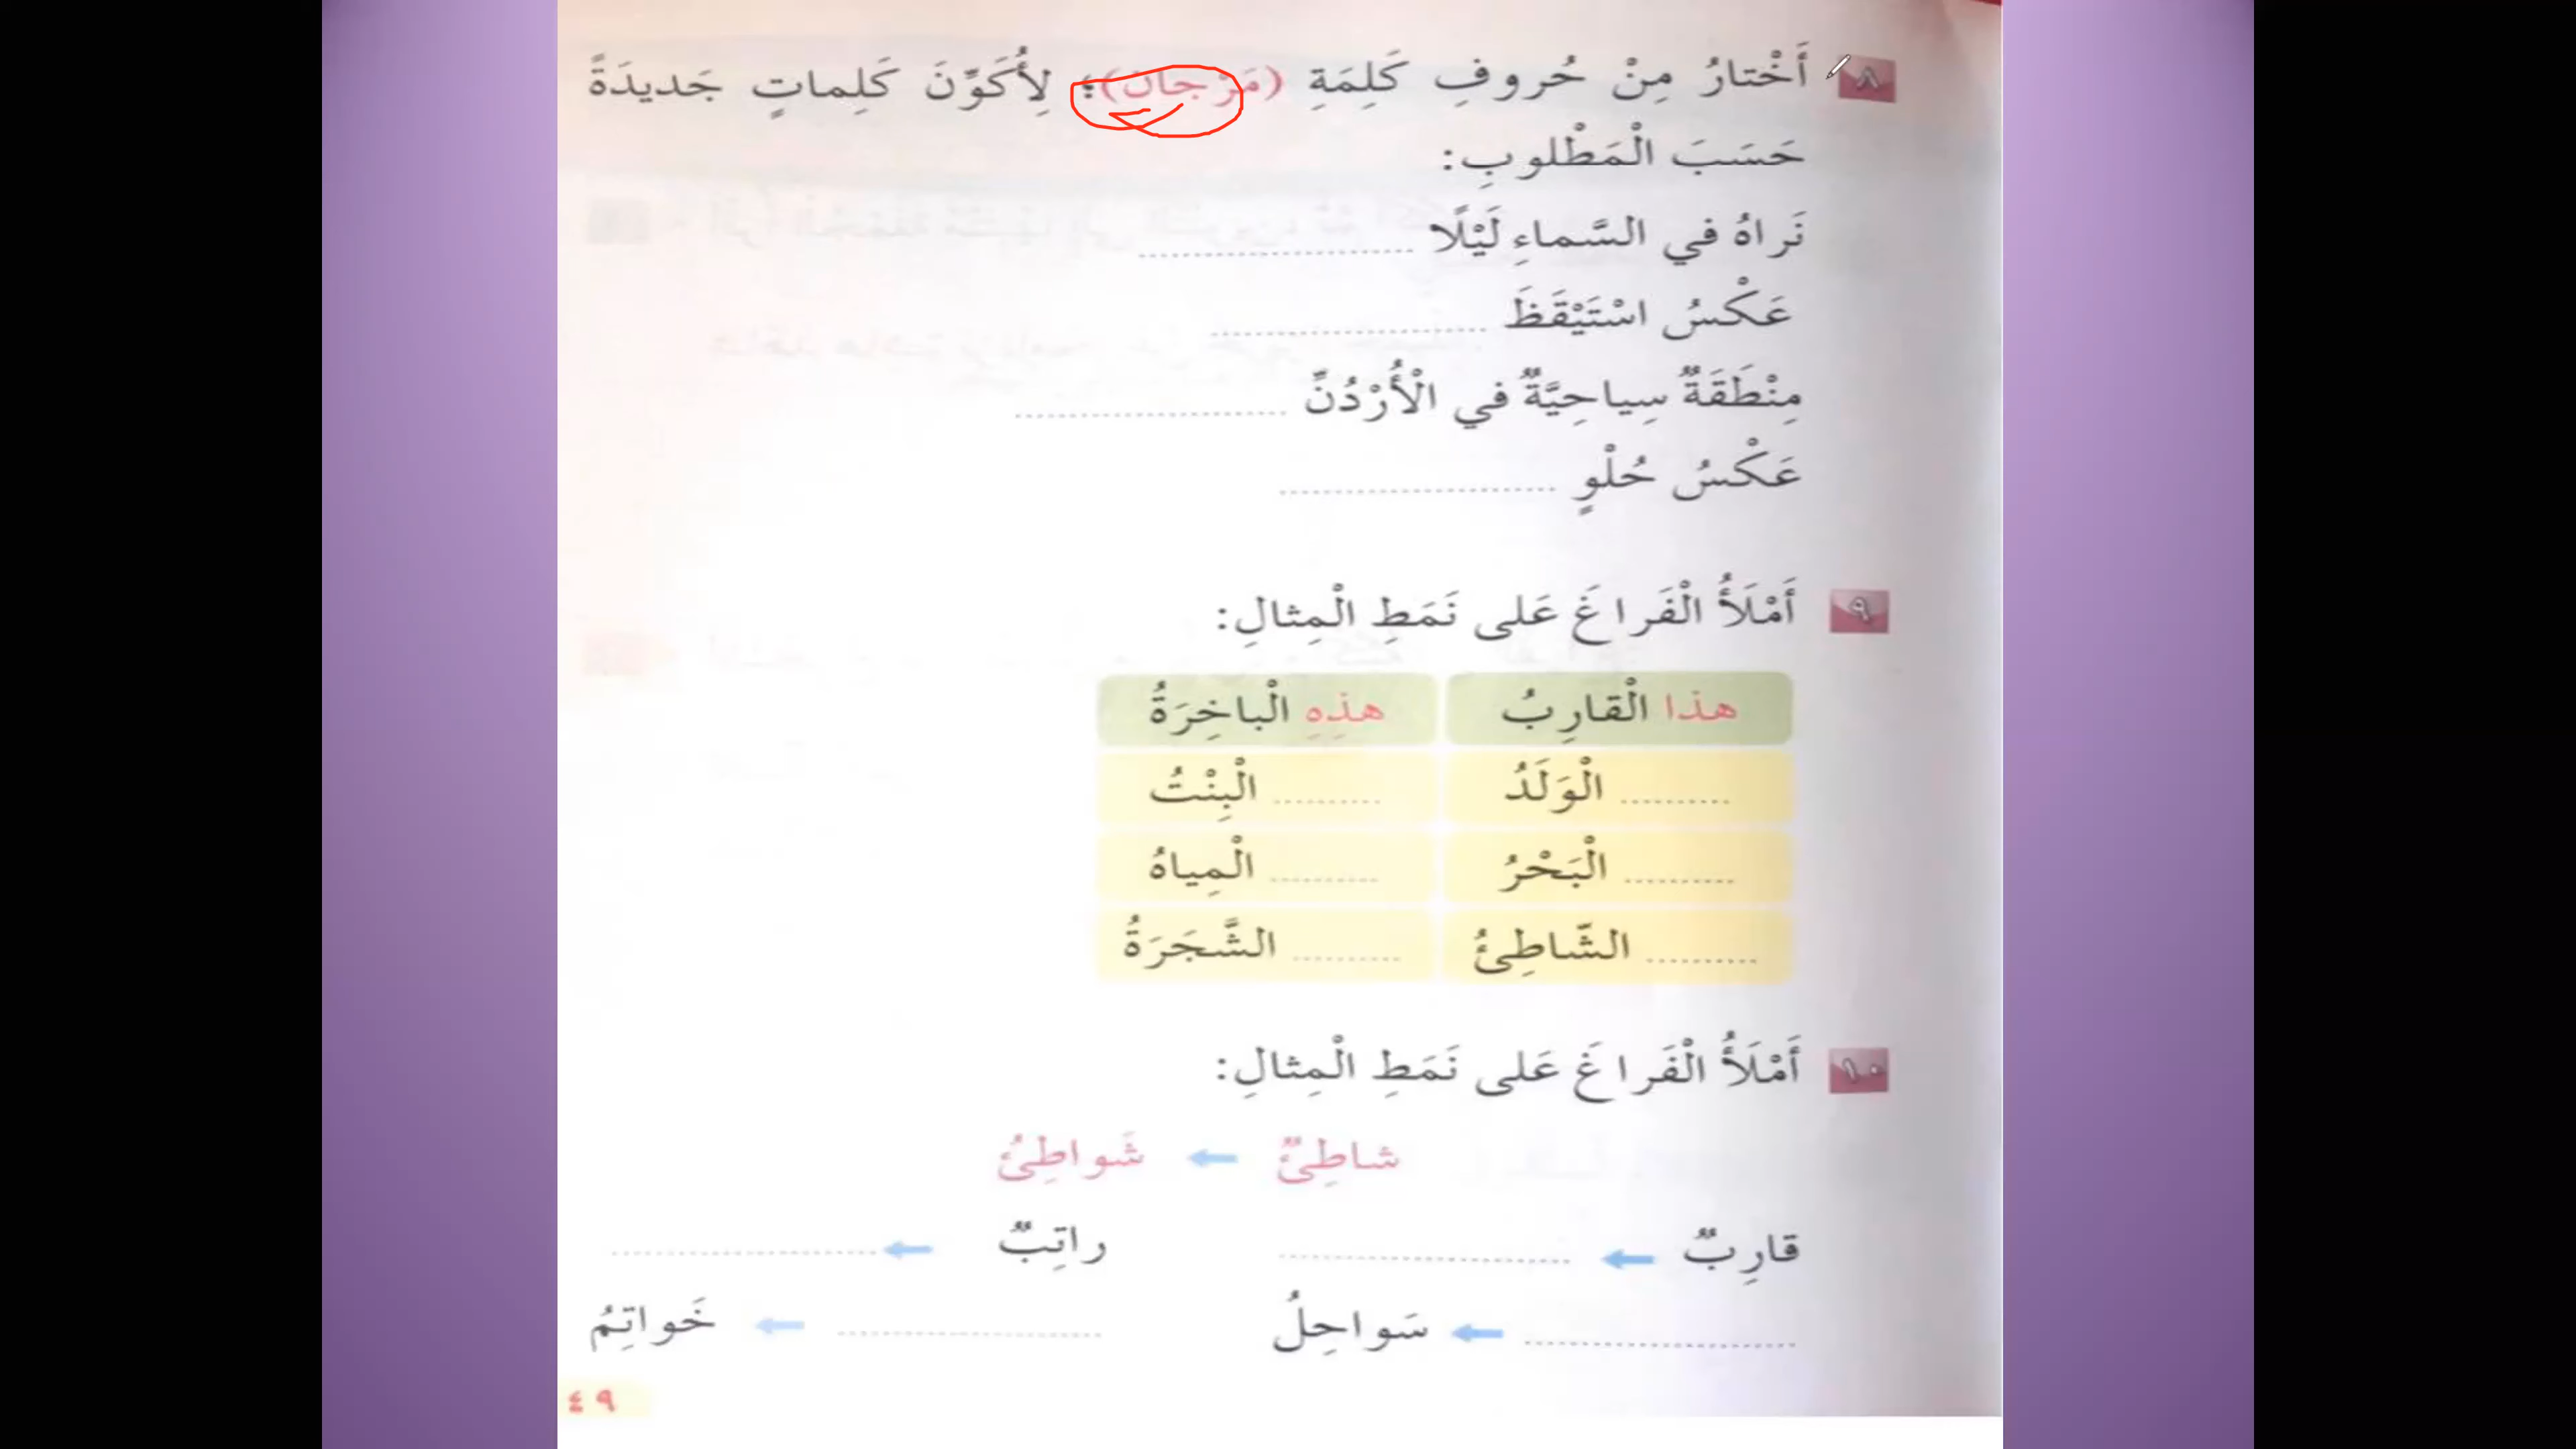 ٨ أَخْتارُ مِنْ حُروفِ كَلِمَةِ (مَرْجان)؛ لِأُكَوِّنَ كَلِماتٍ جَديدَةً
حَسَبَ الْمَطْلوبِ:
نَراهُ في السَّماءِ لَيْلًا ..............
عَكْسُ اسْتَيْقَظَ ..............
مِنْطَقَةٌ سِياحِيَّةٌ في الْأُرْدُنِّ ..............
عَكْسُ حُلْوٍ ..............
٩ أَمْلَأُ الْفَراغَ عَلى نَمَطِ الْمِثالِ:
هذا الْقارِبُ هذِهِ الْباخِرَةُ
.......... الْوَلَدُ .......... الْبِنْتُ
.......... الْبَحْرُ .......... الْمِياهُ
.......... الشّاطِئُ .......... الشَّجَرَةُ
١٠ أَمْلَأُ الْفَراغَ عَلى نَمَطِ الْمِثالِ:
شاطِئٌ ← شَواطِئُ
قارِبٌ ← .............. راتِبٌ ← ..............
.............. ← سَواحِلُ .............. ← خَواتِمُ
٤٩